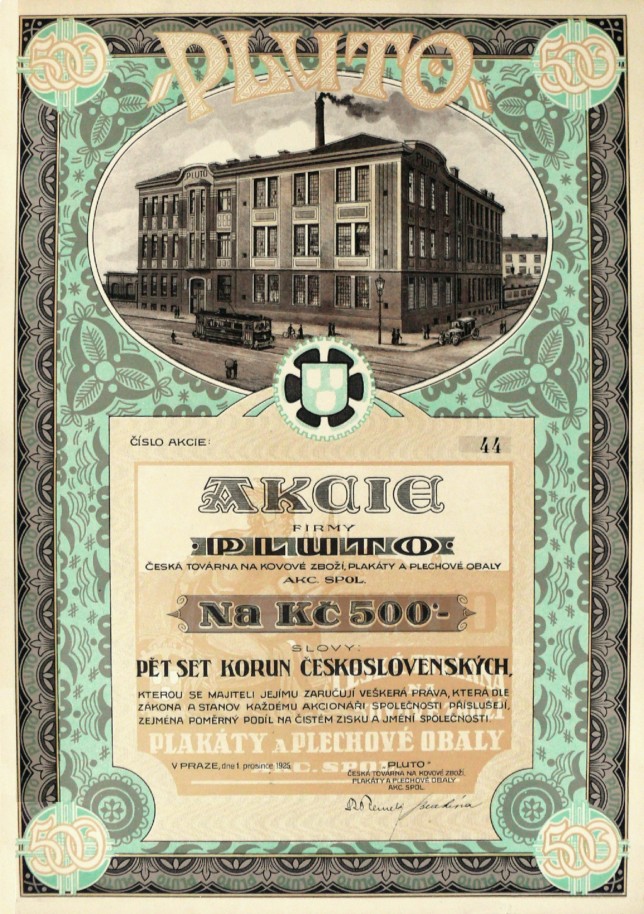 500 PLUTO 500
PLUTO PLUTO
ČÍSLO AKCIE: 44
AKCIE
FIRMY
PLUTO
ČESKÁ TOVÁRNA NA KOVOVÉ ZBOŽÍ, PLAKÁTY A PLECHOVÉ OBALY
AKC. SPOL.
Na Kč 500·-
SLOVY:
PĚT SET KORUN ČESKOSLOVENSKÝCH,
KTEROU SE MAJITELI JEJÍMU ZARUČUJÍ VEŠKERÁ PRÁVA, KTERÁ DLE
ZÁKONA A STANOV KAŽDÉMU AKCIONÁŘI SPOLEČNOSTI PŘÍSLUŠEJÍ,
ZEJMÉNA POMĚRNÝ PODÍL NA ČISTÉM ZISKU A JMĚNÍ SPOLEČNOSTI.
PLAKÁTY A PLECHOVÉ OBALY
AKC. SPOL.
V PRAZE, dne 1. prosince 1925.
„PLUTO“
ČESKÁ TOVÁRNA NA KOVOVÉ ZBOŽÍ,
PLAKÁTY A PLECHOVÉ OBALY
AKC. SPOL.
500 500